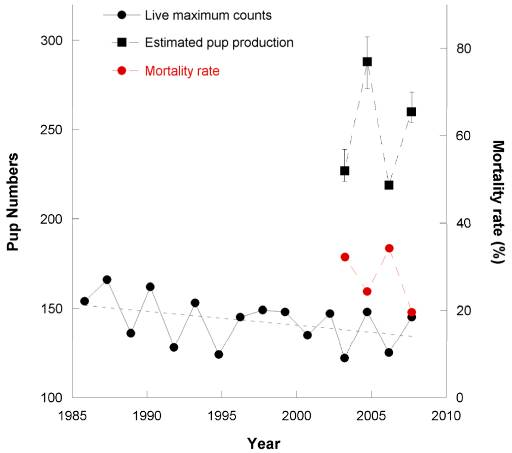 Live maximum counts
Estimated pup production
Mortality rate
300
250
200
150
100
Pup Numbers
80
60
40
20
0
Mortality rate (%)
1985 1990 1995 2000 2005 2010
Year